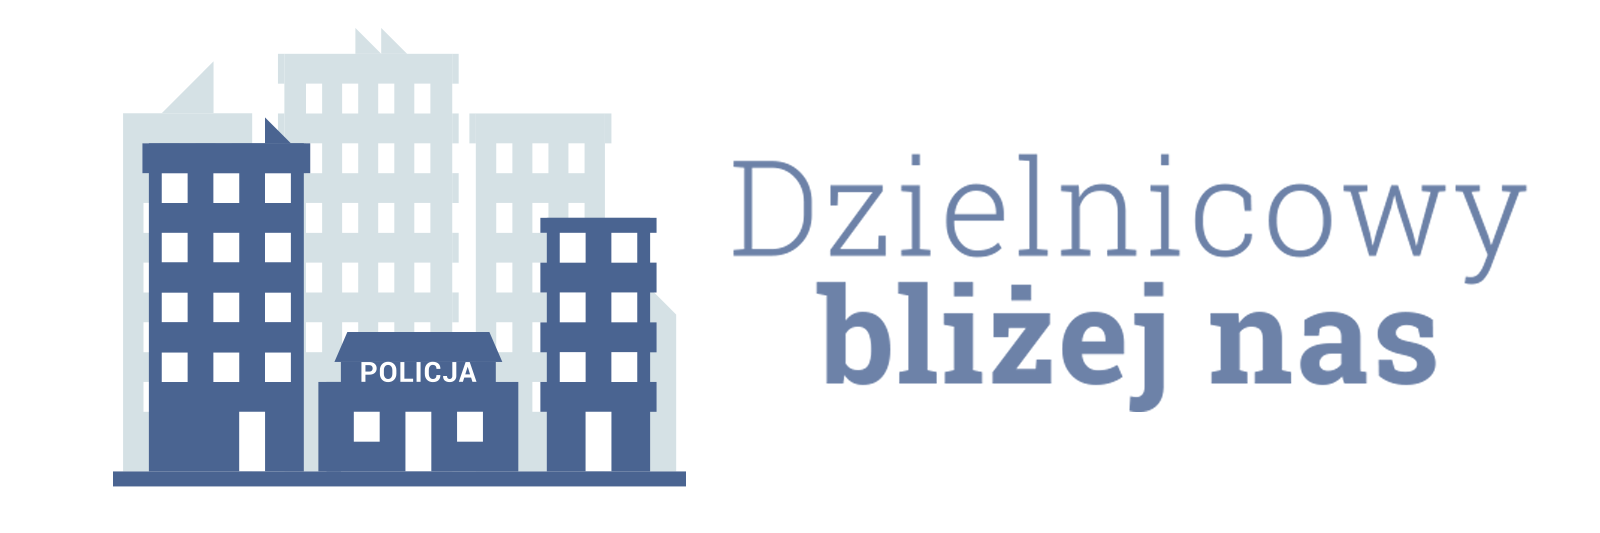 POLICJA
Dzielnicowy
bliżej nas